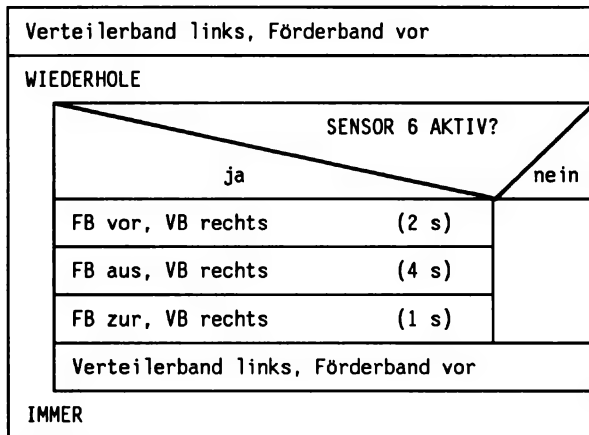 Verteilerband links, Förderband vor
WIEDERHOLE
SENSOR 6 AKTIV?
ja
nein
FB vor, VB rechts (2 s)
FB aus, VB rechts (4 s)
FB zur, VB rechts (1 s)
Verteilerband links, Förderband vor
IMMER